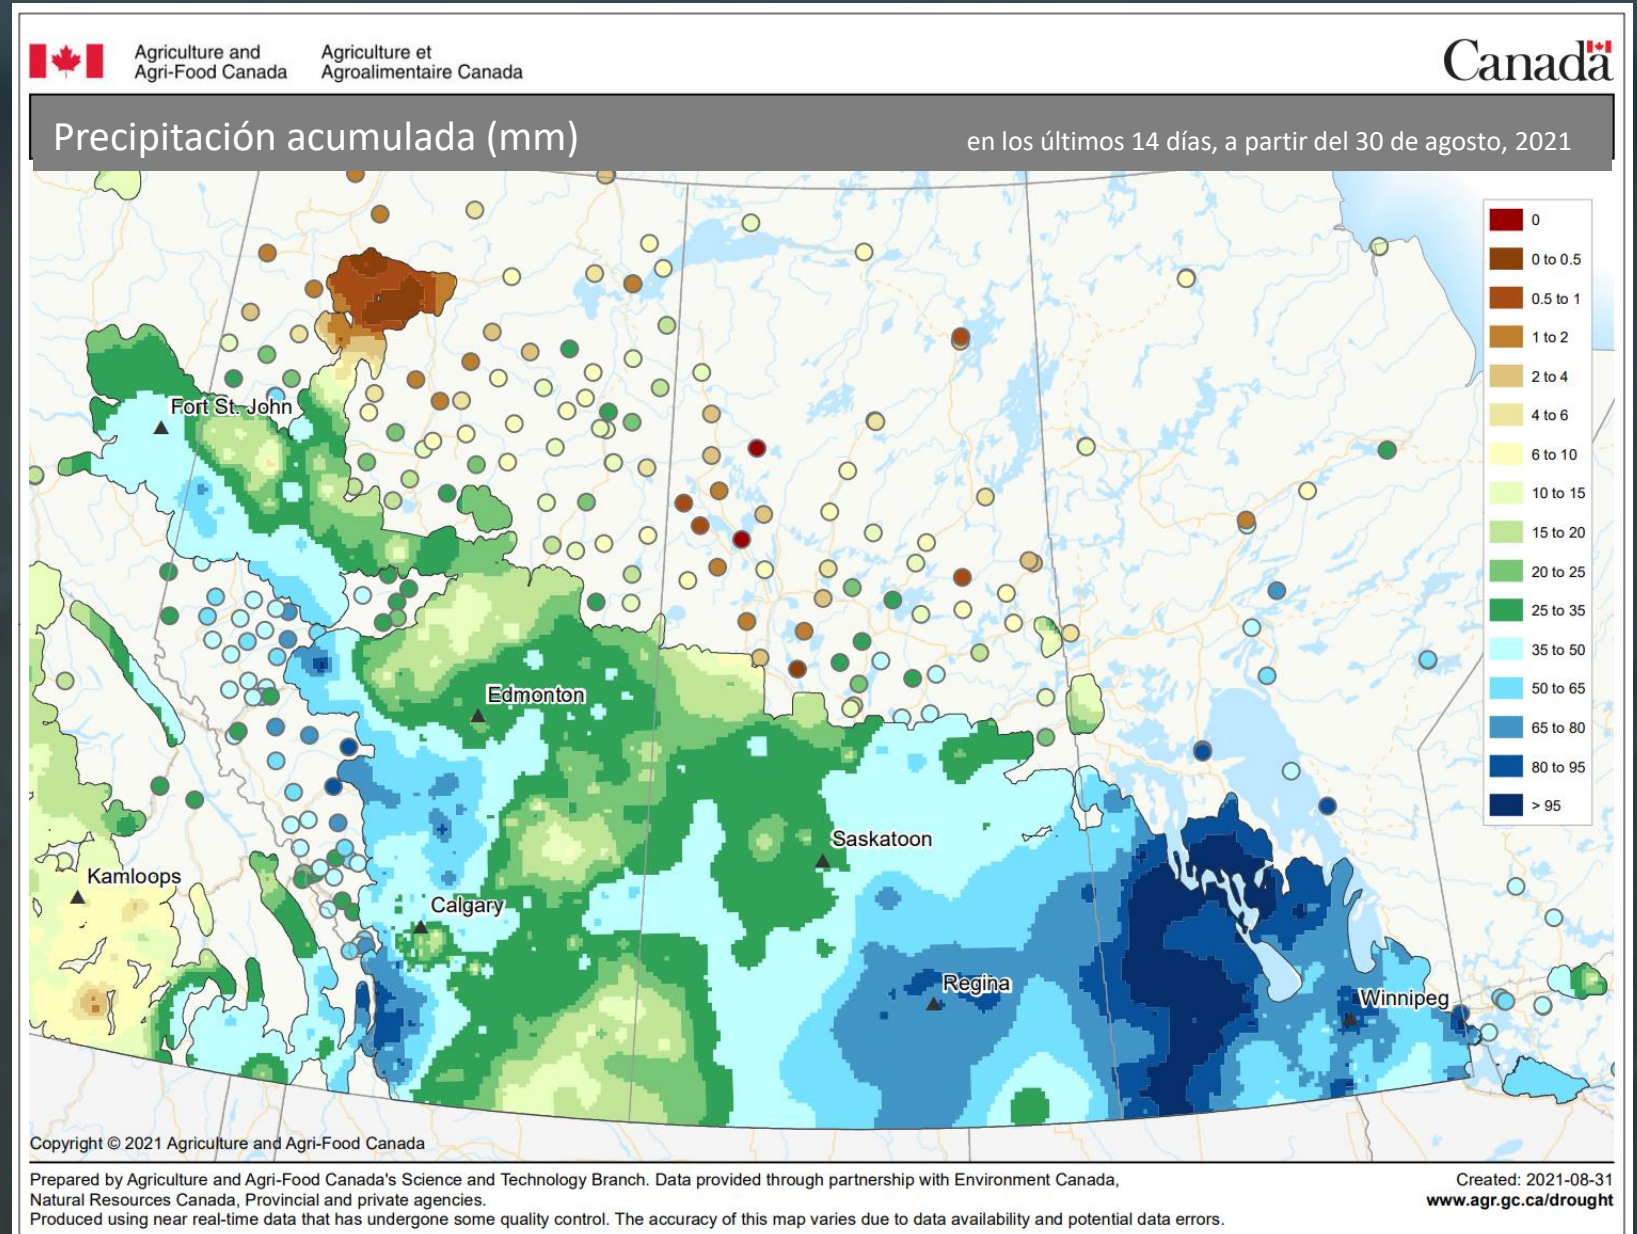 Agriculture and
Agri-Food Canada
Agriculture et
Agroalimentaire Canada
Canada
Precipitación acumulada (mm)
en los últimos 14 días, a partir del 30 de agosto, 2021
0
0 to 0.5
0.5 to 1
1 to 2
2 to 4
4 to 6
6 to 10
10 to 15
15 to 20
20 to 25
25 to 35
35 to 50
50 to 65
65 to 80
80 to 95
> 95
Fort St. John
Edmonton
Saskatoon
Kamloops
Calgary
Regina
Winnipeg
Copyright © 2021 Agriculture and Agri-Food Canada
Prepared by Agriculture and Agri-Food Canada's Science and Technology Branch. Data provided through partnership with Environment Canada,
Natural Resources Canada, Provincial and private agencies.
Produced using near real-time data that has undergone some quality control. The accuracy of this map varies due to data availability and potential data errors.
Created: 2021-08-31
www.agr.gc.ca/drought